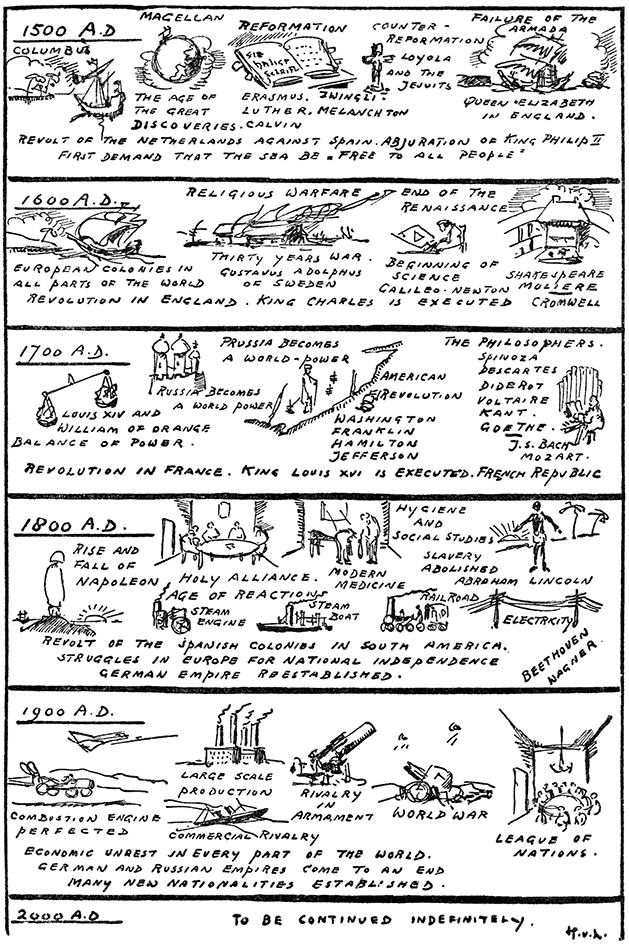 1500 A.D
COLUMBUS
MAGELLAN
THE AGE OF
THE GREAT
DISCOVERIES.
REFORMATION
ERASMUS. ZWINGLI.
LUTHER. MELANCHTON
CALVIN
COUNTER-
REFORMATION
LOYOLA
AND THE
JESUITS
FAILURE OF THE
ARMADA
QUEEN ELIZABETH
IN ENGLAND.
REVOLT OF THE NETHERLANDS AGAINST SPAIN. ABJURATION OF KING PHILIP II
FIRST DEMAND THAT THE SEA BE "FREE TO ALL PEOPLE"
1600 A.D.
EUROPEAN COLONIES IN
ALL PARTS OF THE WORLD
RELIGIOUS WARFARE
THIRTY YEARS WAR.
GUSTAVUS ADOLPHUS
OF SWEDEN
END OF THE
RENAISSANCE
BEGINNING OF
SCIENCE
GALILEO. NEWTON
SHAKESPEARE
MOLIERE
REVOLUTION IN ENGLAND. KING CHARLES IS EXECUTED CROMWELL
1700 A.D.
LOUIS XIV AND
WILLIAM OF ORANGE
BALANCE OF POWER.
RUSSIA BECOMES
A WORLD POWER
PRUSSIA BECOMES
A WORLD-POWER
AMERICAN
REVOLUTION
WASHINGTON
FRANKLIN
HAMILTON
JEFFERSON
THE PHILOSOPHERS.
SPINOZA
DESCARTES
DIDEROT
VOLTAIRE
KANT.
GOETHE.
J.S. BACH
MOZART.
REVOLUTION IN FRANCE. KING LOUIS XVI IS EXECUTED. FRENCH REPUBLIC
1800 A.D.
RISE AND
FALL OF
NAPOLEON
HOLY ALLIANCE.
AGE OF REACTION
MODERN
MEDICINE
HYGIENE
AND
SOCIAL STUDIES
SLAVERY
ABOLISHED
ABRAHAM LINCOLN
STEAM
ENGINE
STEAM
BOAT
RAILROAD
ELECTRICITY
REVOLT OF THE SPANISH COLONIES IN SOUTH AMERICA.
STRUGGLES IN EUROPE FOR NATIONAL INDEPENDENCE
GERMAN EMPIRE REESTABLISHED.
BEETHOVEN
WAGNER.
1900 A.D.
COMBUSTION ENGINE
PERFECTED
LARGE SCALE
PRODUCTION
COMMERCIAL RIVALRY
RIVALRY
IN
ARMAMENT
WORLD WAR
LEAGUE OF
NATIONS.
ECONOMIC UNREST IN EVERY PART OF THE WORLD.
GERMAN AND RUSSIAN EMPIRES COME TO AN END
MANY NEW NATIONALITIES ESTABLISHED.
2000 A.D
TO BE CONTINUED INDEFINITELY.
H.v.L.